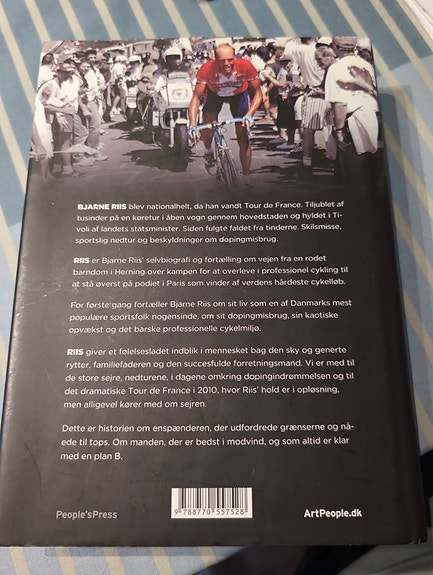 BJARNE RIIS blev nationalhelt, da han vandt Tour de France. Tiljublet af
tusinder på en køretur i åben vogn gennem hovedstaden og hyldet i Ti-
voli af landets statsminister. Siden fulgte faldet fra tinderne. Skilsmisse,
sportslig nedtur og beskyldninger om dopingmisbrug.
RIIS er Bjarne Riis' selvbiografi og fortælling om vejen fra en rodet
barndom i Herning over kampen for at overleve i professionel cykling til
at stå øverst på podiet i Paris som vinder af verdens hårdeste cykelløb.
For første gang fortæller Bjarne Riis om sit liv som en af Danmarks mest
populære sportsfolk nogensinde, om sit dopingmisbrug, sin kaotiske
opvækst og det barske professionelle cykelmiljø.
RIIS giver et følelsesladet indblik i mennesket bag den sky og generte
rytter, familiefaderen og den succesfulde forretningsmand. Vi er med til
de store sejre, nedturene, i dagene omkring dopingindrømmelsen og til
det dramatiske Tour de France i 2010, hvor Riis' hold er i opløsning,
men alligevel kører med om sejren.
Dette er historien om enspænderen, der udfordrede grænserne og nå-
ede til tops. Om manden, der er bedst i modvind, og som altid er klar
med en plan B.
9 788770 557528
People'sPress
ArtPeople.dk